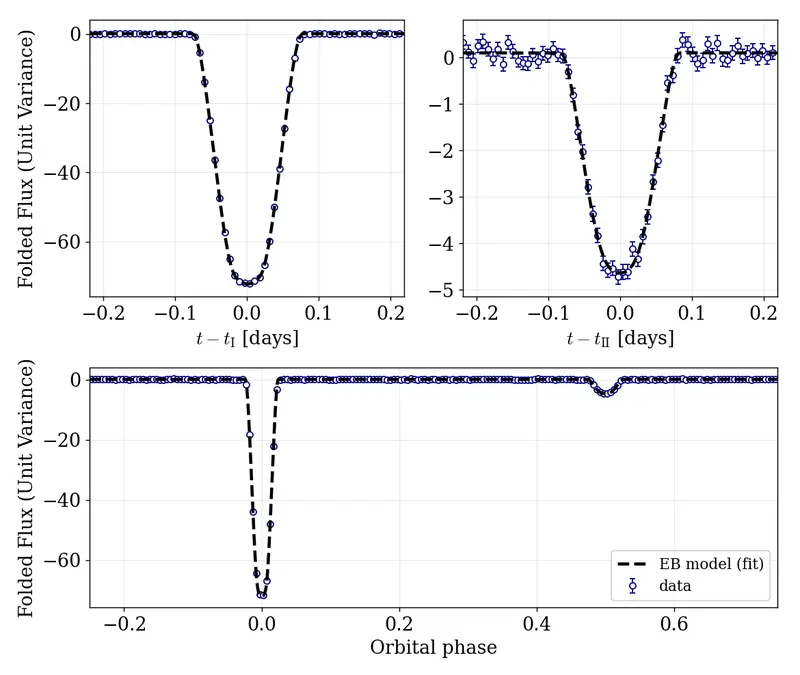 Folded Flux (Unit Variance)
0
−20
−40
−60
−0.2 −0.1 0.0 0.1 0.2
t − tI [days]
0
−1
−2
−3
−4
−5
−0.2 −0.1 0.0 0.1 0.2
t − tII [days]
Folded Flux (Unit Variance)
0
−20
−40
−60
−0.2 0.0 0.2 0.4 0.6
Orbital phase
EB model (fit)
data